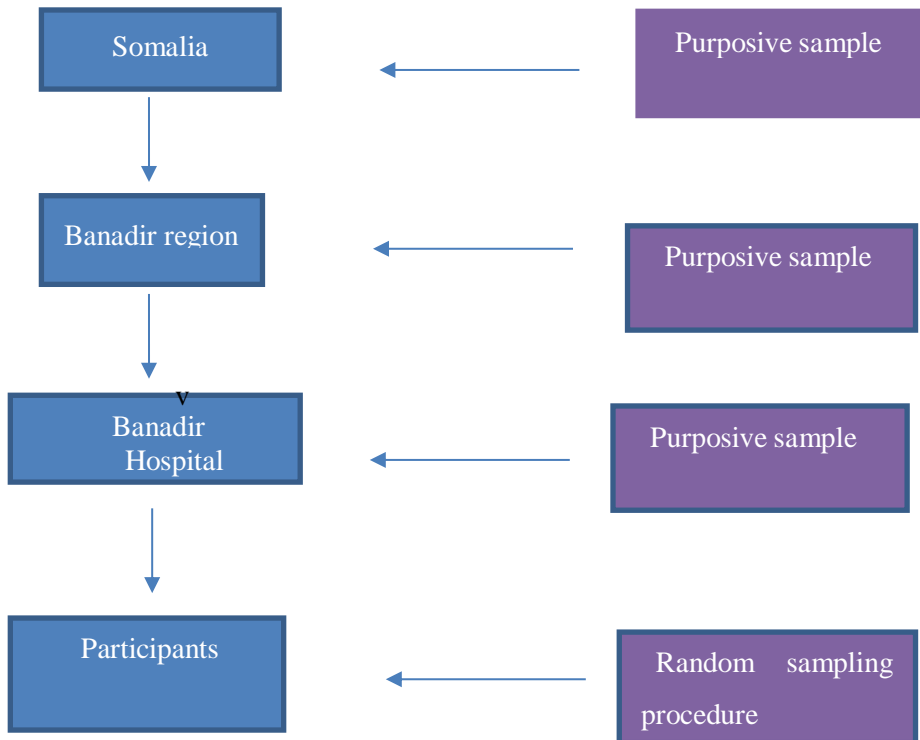 Somalia
Purposive sample
Banadir region
Purposive sample
v
Banadir
Hospital
Purposive sample
Participants
Random sampling
procedure